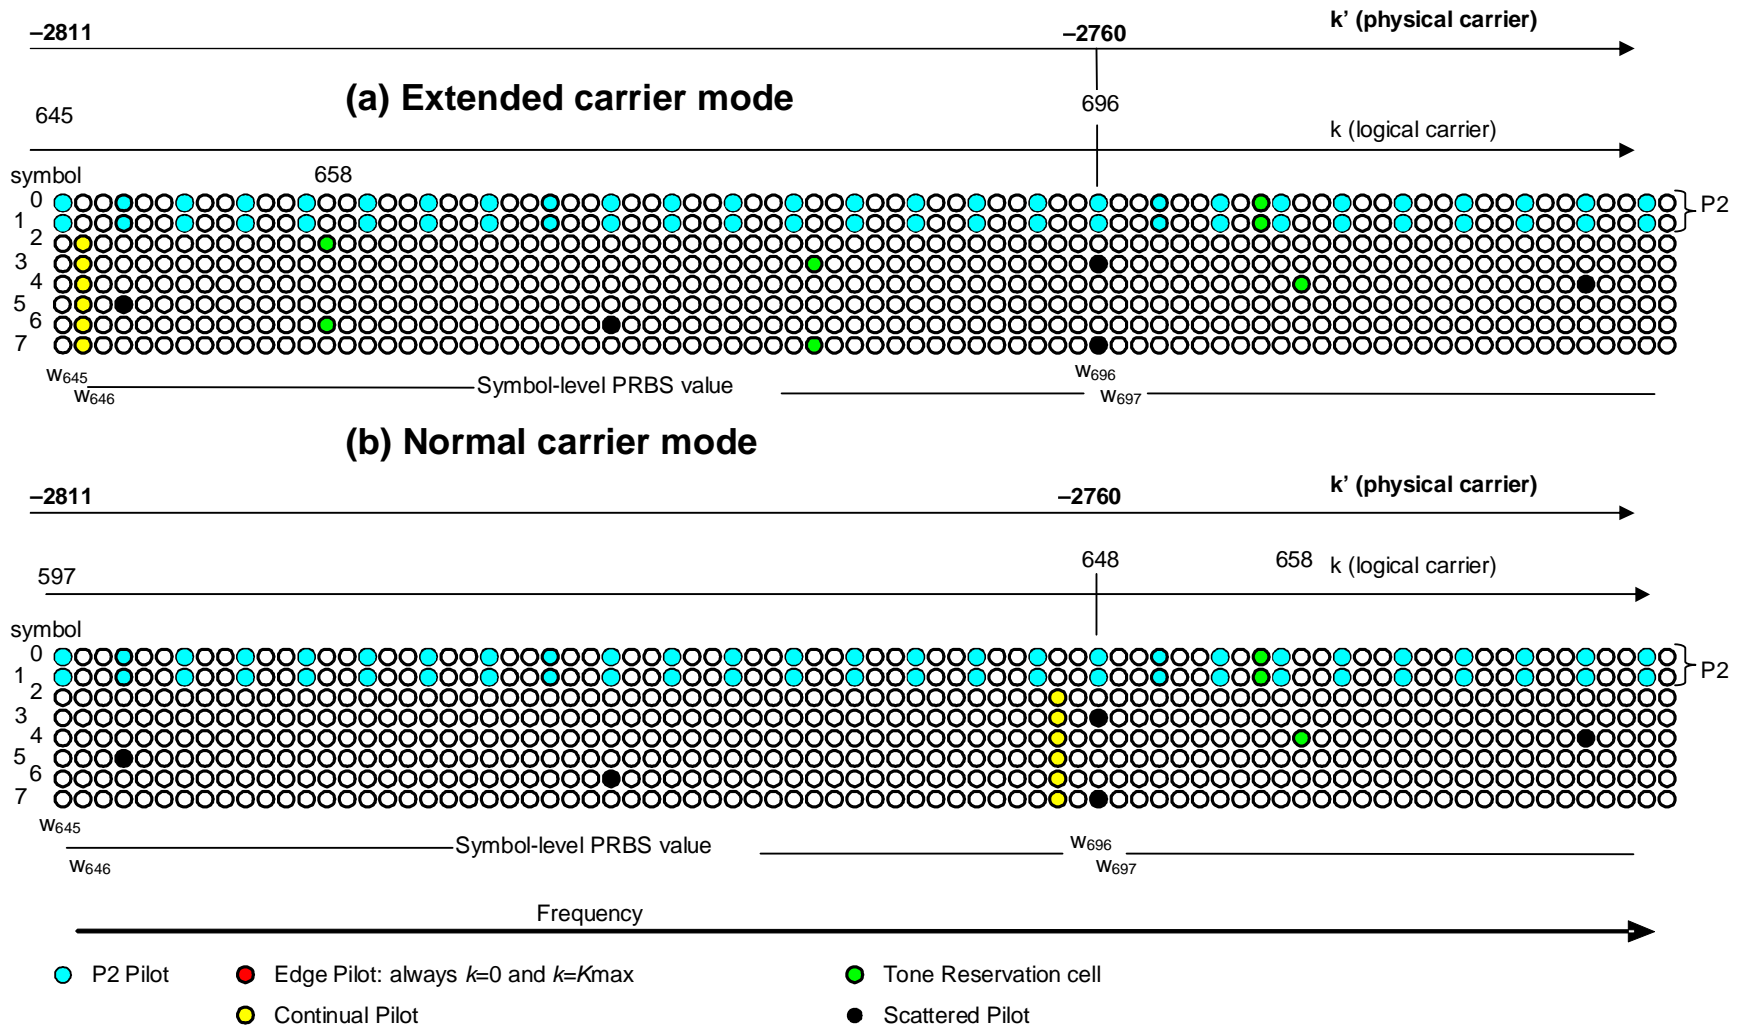 –2811 –2760 k’ (physical carrier)
(a) Extended carrier mode
645 696 k (logical carrier)
symbol 658
0
1 P2
2
3
4
5
6
7
w645 w696
w646 Symbol-level PRBS value w697
(b) Normal carrier mode
–2811 –2760 k’ (physical carrier)
597 648 658 k (logical carrier)
symbol
0
1 P2
2
3
4
5
6
7
w645 Symbol-level PRBS value w696
w646 w697
Frequency
P2 Pilot Edge Pilot: always k=0 and k=Kmax Tone Reservation cell
Continual Pilot Scattered Pilot